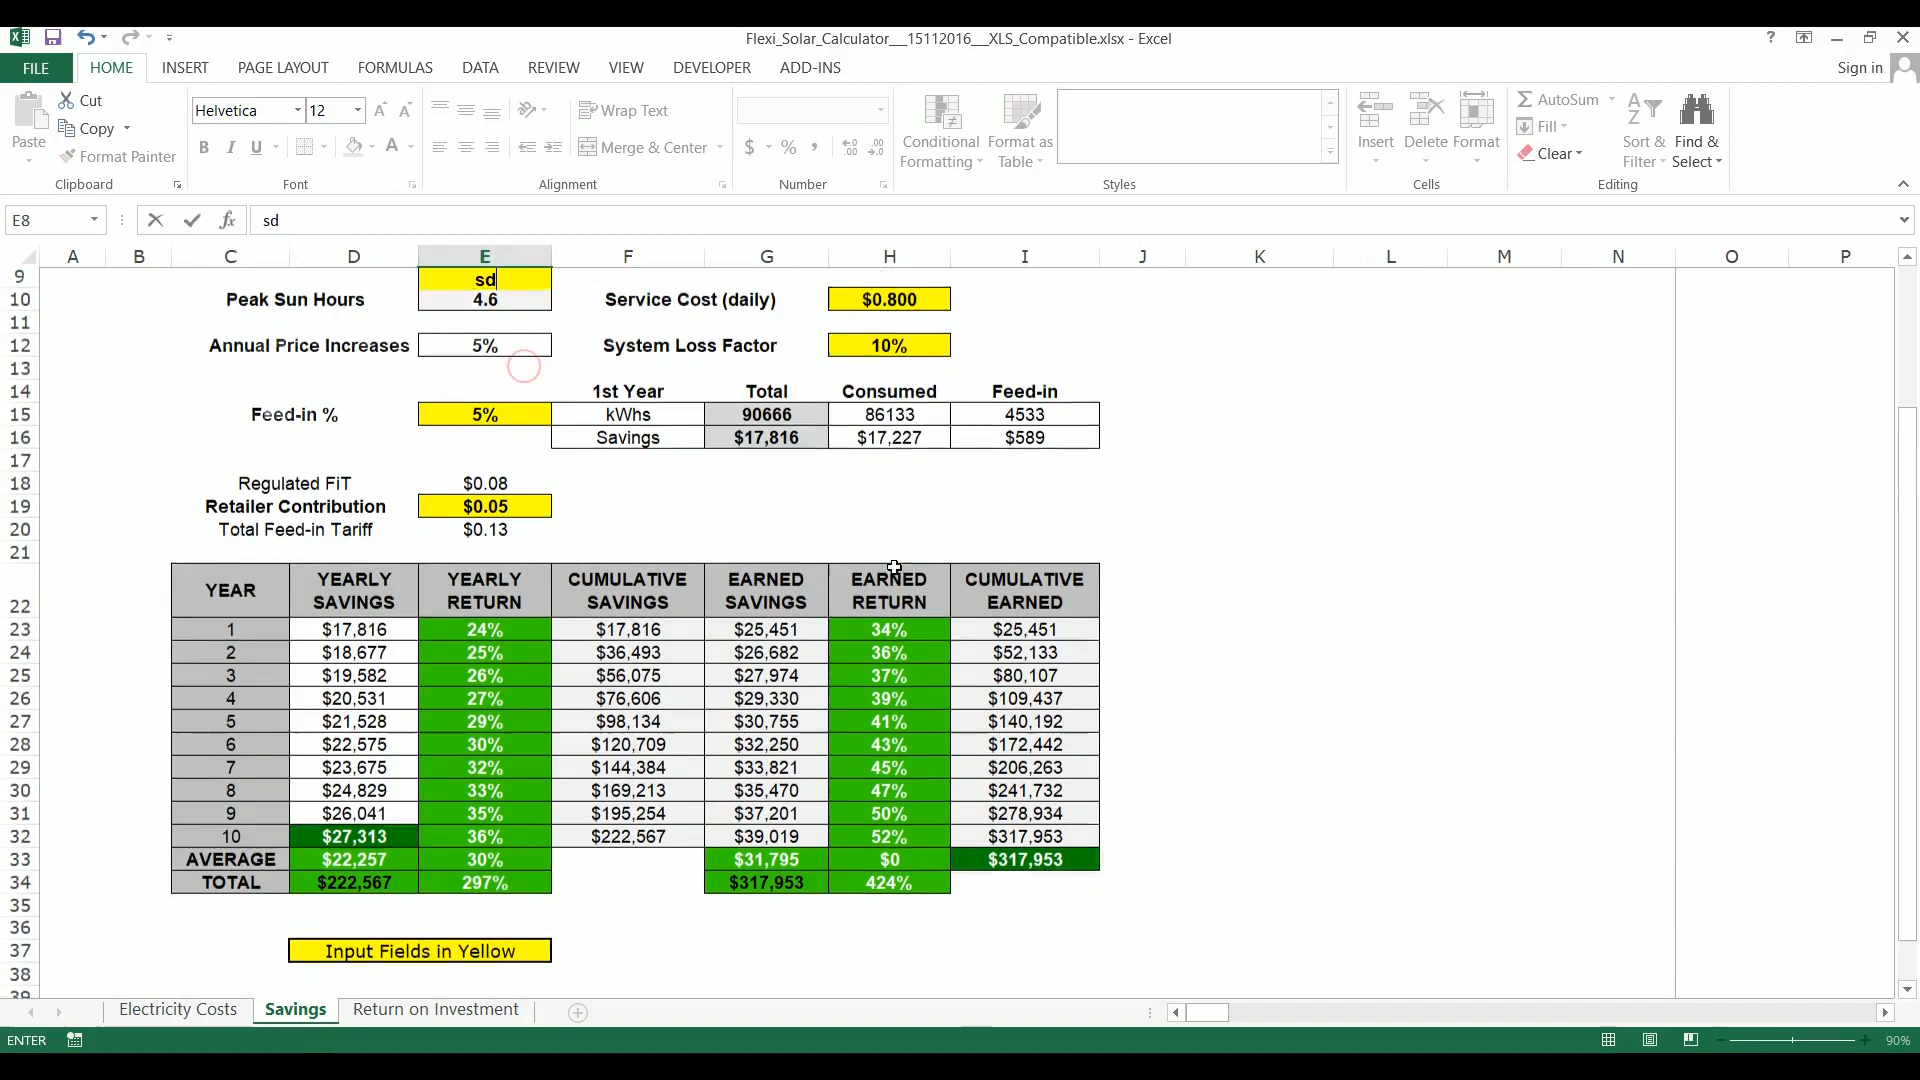 Flexi_Solar_Calculator___15112016___XLS_Compatible.xlsx - Excel
FILE HOME INSERT PAGE LAYOUT FORMULAS DATA REVIEW VIEW DEVELOPER ADD-INS Sign in
Paste Cut Copy Format Painter
Helvetica 12
Wrap Text
Merge & Center
Conditional Formatting
Format as Table
Insert Delete Format
AutoSum Fill Clear
Sort & Filter
Find & Select
Clipboard Font Alignment Number Styles Cells Editing
E8 sd
A B C D E F G H I J K L M N O P
9 sd
10 Peak Sun Hours 4.6 Service Cost (daily) $0.800
11
12 Annual Price Increases 5% System Loss Factor 10%
13
14 1st Year Total Consumed Feed-in
15 Feed-in % 5% kWhs 90666 86133 4533
16 Savings $17,816 $17,227 $589
17
18 Regulated FiT $0.08
19 Retailer Contribution $0.05
20 Total Feed-in Tariff $0.13
21
22 YEAR YEARLY SAVINGS YEARLY RETURN CUMULATIVE SAVINGS EARNED SAVINGS EARNED RETURN CUMULATIVE EARNED
23 1 $17,816 24% $17,816 $25,451 34% $25,451
24 2 $18,677 25% $36,493 $26,682 36% $52,133
25 3 $19,582 26% $56,075 $27,974 37% $80,107
26 4 $20,531 27% $76,606 $29,330 39% $109,437
27 5 $21,528 29% $98,134 $30,755 41% $140,192
28 6 $22,575 30% $120,709 $32,250 43% $172,442
29 7 $23,675 32% $144,384 $33,821 45% $206,263
30 8 $24,829 33% $169,213 $35,470 47% $241,732
31 9 $26,041 35% $195,254 $37,201 50% $278,934
32 10 $27,313 36% $222,567 $39,019 52% $317,953
33 AVERAGE $22,257 30% $31,795 $0 $317,953
34 TOTAL $222,567 297% $317,953 424%
35
36
37 Input Fields in Yellow
38
39
Electricity Costs Savings Return on Investment
ENTER 90%